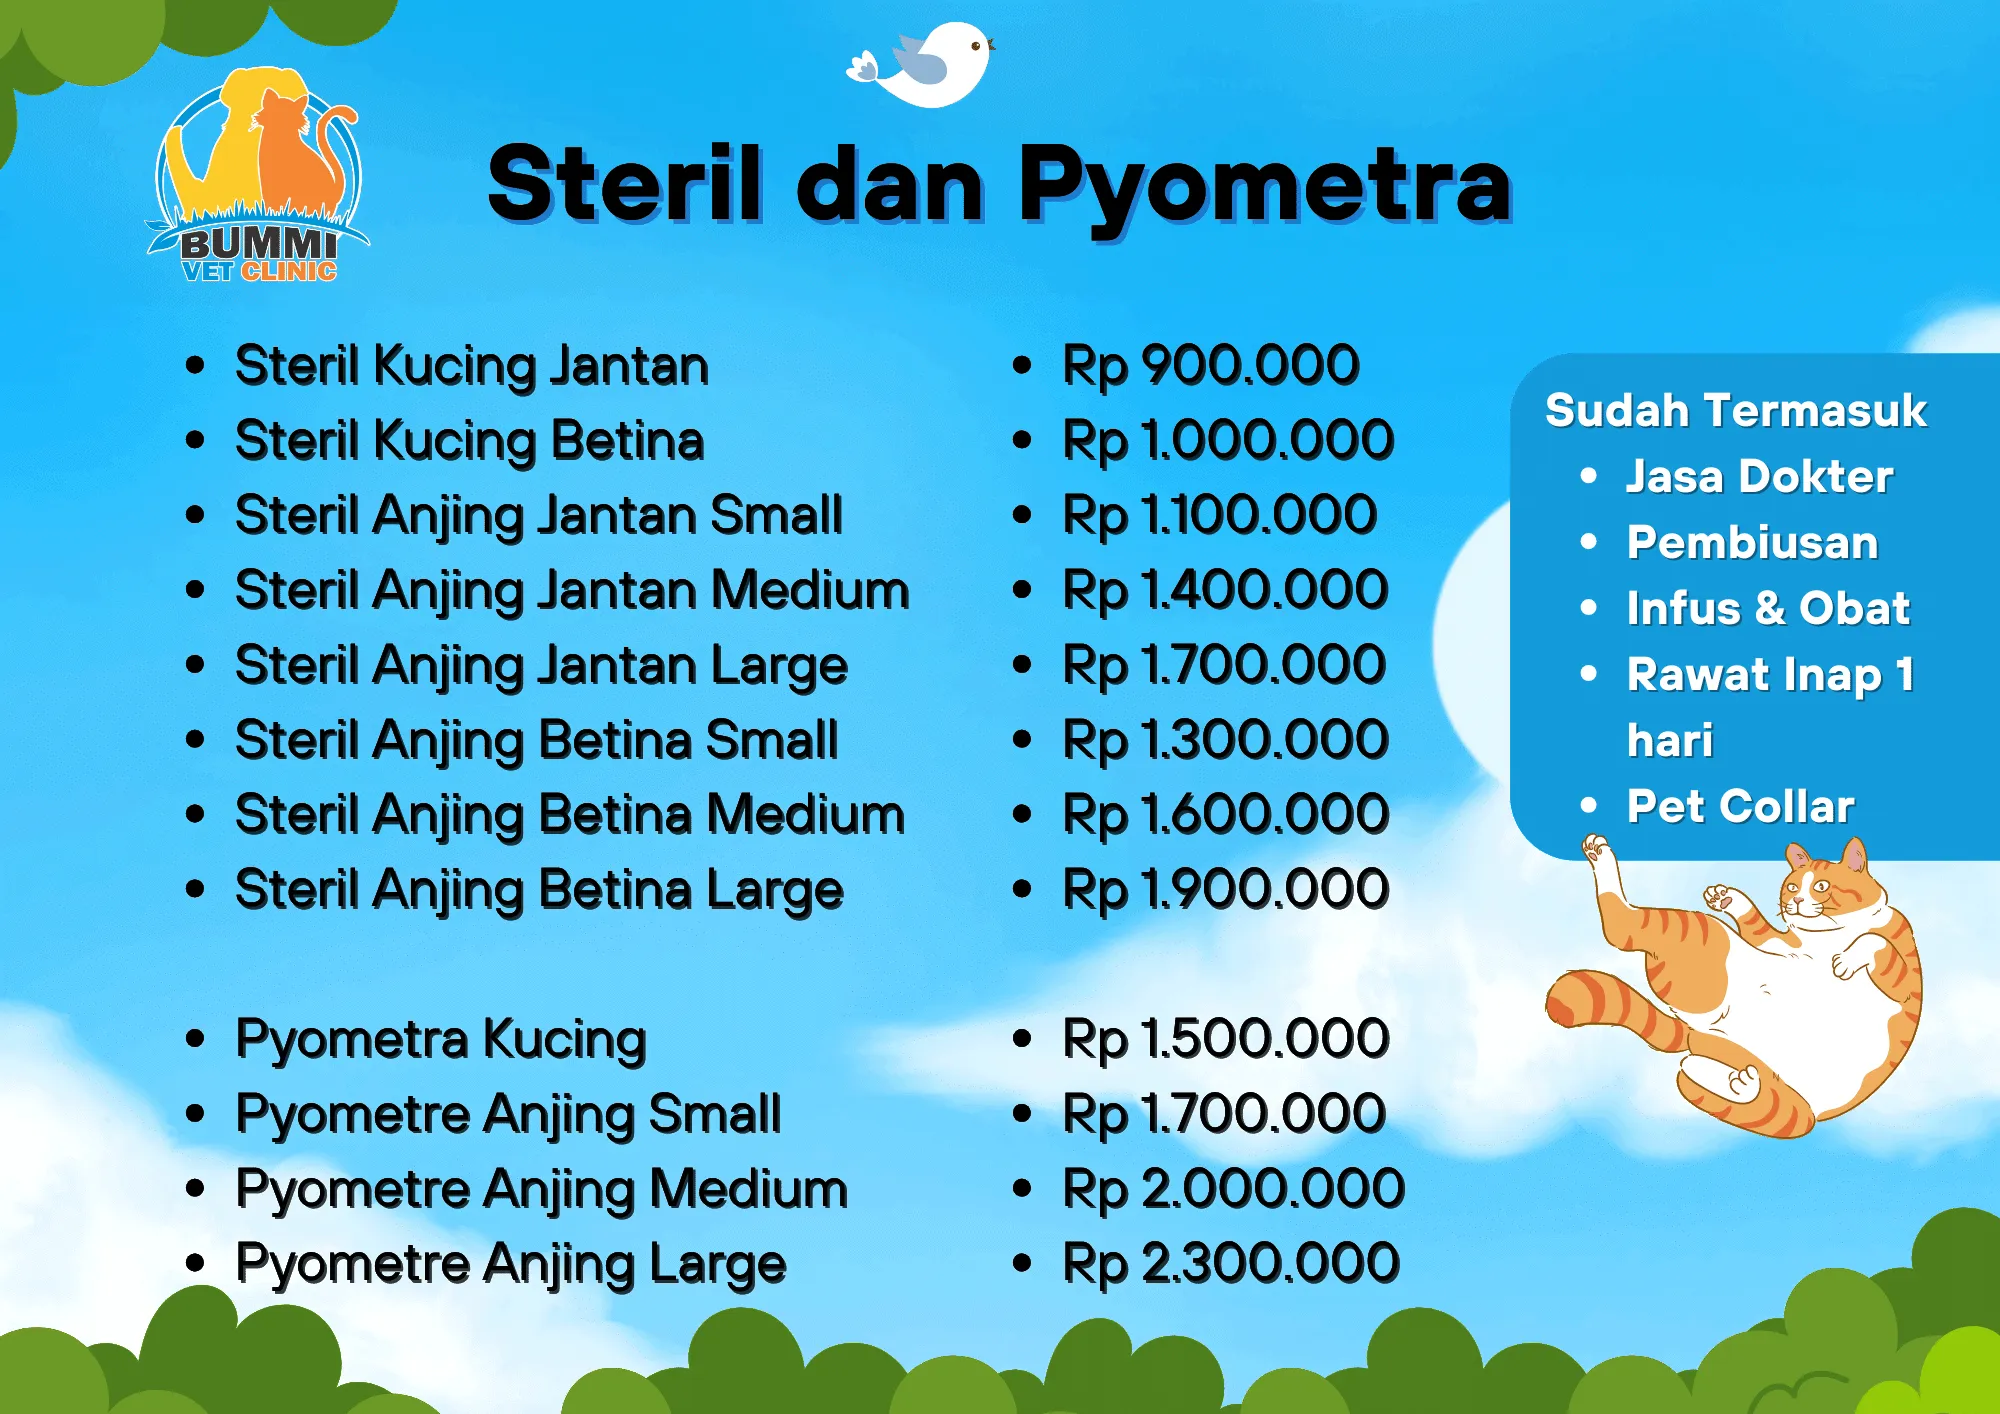 BUMMI
VET CLINIC
Steril dan Pyometra
• Steril Kucing Jantan
• Steril Kucing Betina
• Steril Anjing Jantan Small
• Steril Anjing Jantan Medium
• Steril Anjing Jantan Large
• Steril Anjing Betina Small
• Steril Anjing Betina Medium
• Steril Anjing Betina Large
• Pyometra Kucing
• Pyometre Anjing Small
• Pyometre Anjing Medium
• Pyometre Anjing Large
• Rp 900.000
• Rp 1.000.000
• Rp 1.100.000
• Rp 1.400.000
• Rp 1.700.000
• Rp 1.300.000
• Rp 1.600.000
• Rp 1.900.000
• Rp 1.500.000
• Rp 1.700.000
• Rp 2.000.000
• Rp 2.300.000
Sudah Termasuk
• Jasa Dokter
• Pembiusan
• Infus & Obat
• Rawat Inap 1
hari
• Pet Collar